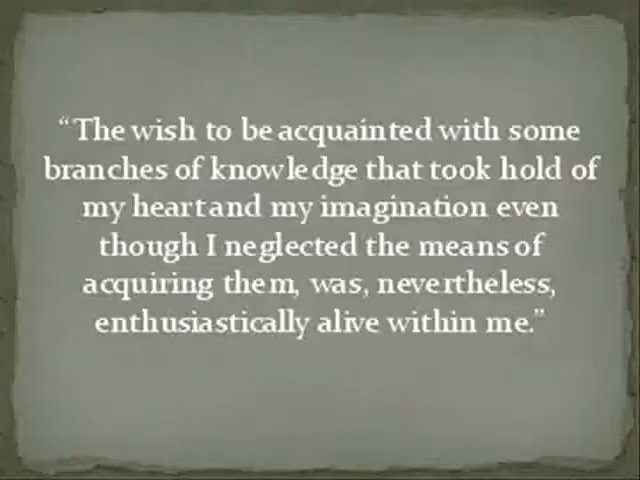 “The wish to be acquainted with some
branches of knowledge that took hold of
my heart and my imagination even
though I neglected the means of
acquiring them, was, nevertheless,
enthusiastically alive within me.”